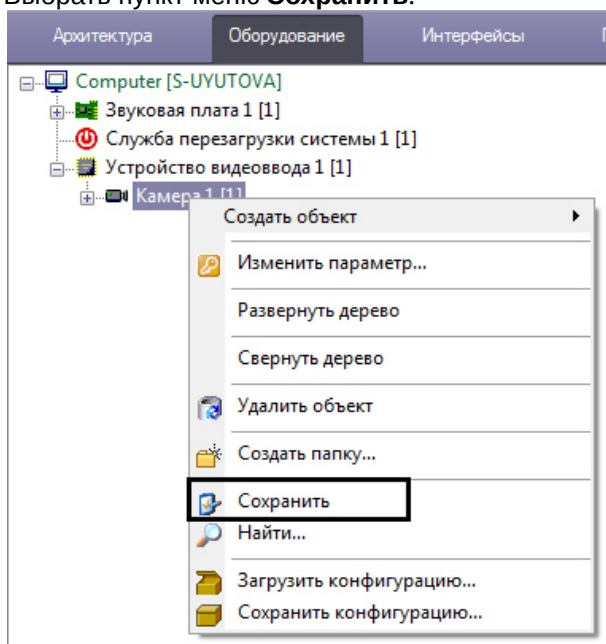 Выбрать пункт меню Сохранить.
Архитектура Оборудование Интерфейсы
Computer [S-UYUTOVA]
Звуковая плата 1 [1]
Служба перезагрузки системы 1 [1]
Устройство видеоввода 1 [1]
Камера 1 [1]
Создать объект
Изменить параметр...
Развернуть дерево
Свернуть дерево
Удалить объект
Создать папку...
Сохранить
Найти...
Загрузить конфигурацию...
Сохранить конфигурацию...